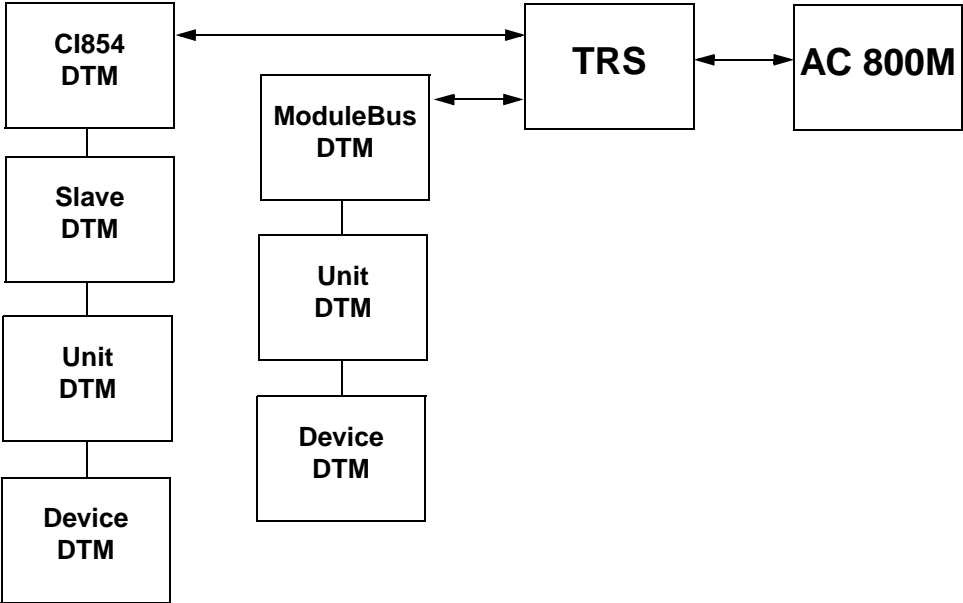 CI854
DTM
TRS
AC 800M
ModuleBus
DTM
Slave
DTM
Unit
DTM
Unit
DTM
Device
DTM
Device
DTM